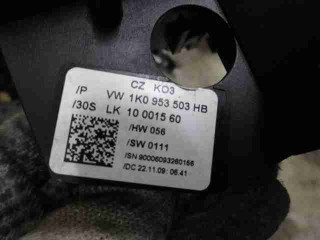 CZ KO3
/P VW 1K0 953 503 HB
/30S LK 10 0015 60
/HW 056
/SW 0111
/SN 90006093260166
/DC 22.11.09: 06.41